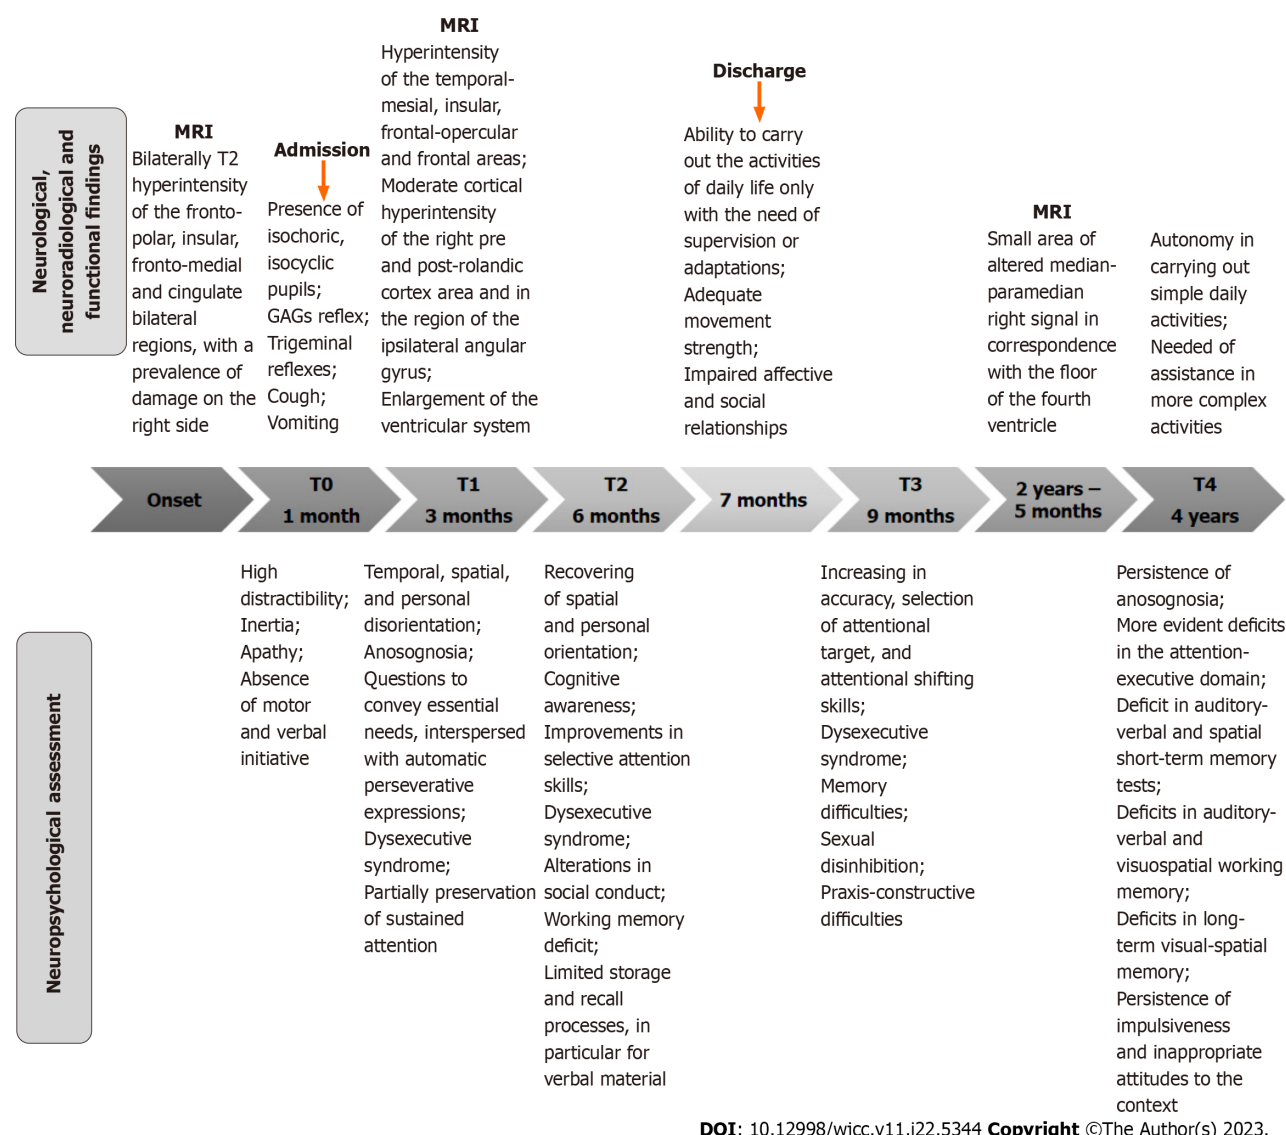 Neurological,
neuroradiological and
functional findings
MRI
Bilaterally T2
hyperintensity
of the fronto-
polar, insular,
fronto-medial
and cingulate
bilateral
regions, with a
prevalence of
damage on the
right side
Admission
Presence of
isochoric,
isocyclic
pupils;
GAGs reflex;
Trigeminal
reflexes;
Cough;
Vomiting
MRI
Hyperintensity
of the temporal-
mesial, insular,
frontal-opercular
and frontal areas;
Moderate cortical
hyperintensity
of the right pre
and post-rolandic
cortex area and in
the region of the
ipsilateral angular
gyrus;
Enlargement of the
ventricular system
Discharge
Ability to carry
out the activities
of daily life only
with the need of
supervision or
adaptations;
Adequate
movement
strength;
Impaired affective
and social
relationships
MRI
Small area of
altered median-
paramedian
right signal in
correspondence
with the floor
of the fourth
ventricle
Autonomy in
carrying out
simple daily
activities;
Needed of
assistance in
more complex
activities
Onset
T0
1 month
T1
3 months
T2
6 months
7 months
T3
9 months
2 years –
5 months
T4
4 years
Neuropsychological assessment
High
distractibility;
Inertia;
Apathy;
Absence
of motor
and verbal
initiative
Temporal, spatial,
and personal
disorientation;
Anosognosia;
Questions to
convey essential
needs, interspersed
with automatic
perseverative
expressions;
Dysexecutive
syndrome;
Partially preservation
of sustained
attention
Recovering
of spatial
and personal
orientation;
Cognitive
awareness;
Improvements in
selective attention
skills;
Dysexecutive
syndrome;
Alterations in
social conduct;
Working memory
deficit;
Limited storage
and recall
processes, in
particular for
verbal material
Increasing in
accuracy, selection
of attentional
target, and
attentional shifting
skills;
Dysexecutive
syndrome;
Memory
difficulties;
Sexual
disinhibition;
Praxis-constructive
difficulties
Persistence of
anosognosia;
More evident deficits
in the attention-
executive domain;
Deficit in auditory-
verbal and spatial
short-term memory
tests;
Deficits in auditory-
verbal and
visuospatial working
memory;
Deficits in long-
term visual-spatial
memory;
Persistence of
impulsiveness
and inappropriate
attitudes to the
context
DOI: 10.12998/wjcc.v11.i22.5344 Copyright ©The Author(s) 2023.